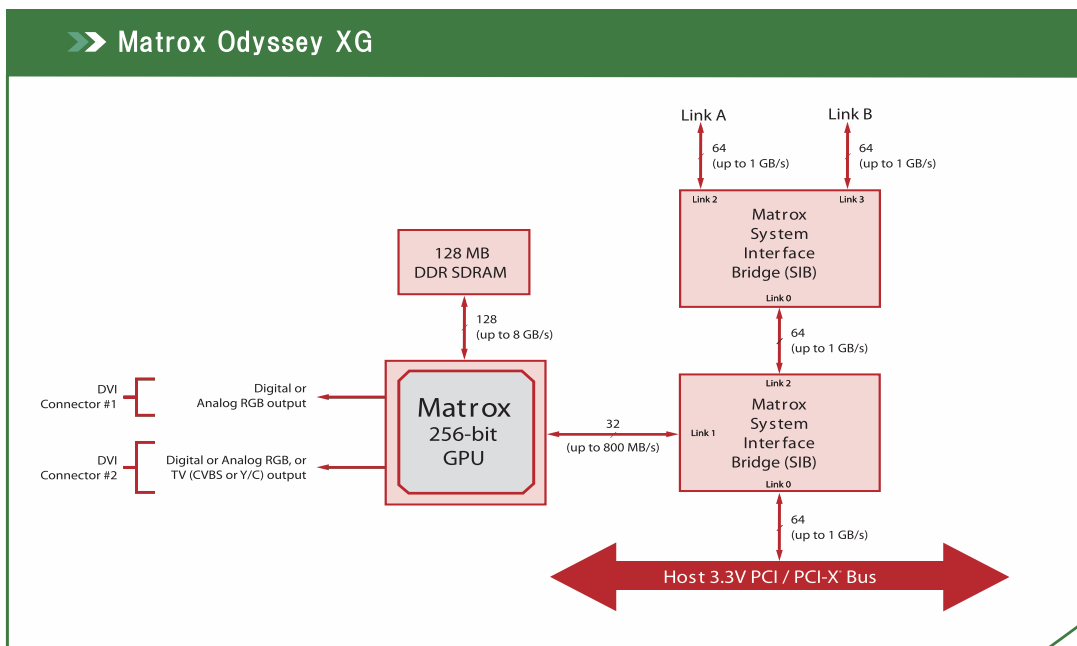 Matrox Odyssey XG
Link A
Link B
64
(up to 1 GB/s)
64
(up to 1 GB/s)
Link 2
Link 3
Matrox
System
Interface
Bridge (SIB)
Link 0
128 MB
DDR SDRAM
128
(up to 8 GB/s)
64
(up to 1 GB/s)
DVI
Connector #1
Digital or
Analog RGB output
Matrox
256-bit
GPU
DVI
Connector #2
Digital or Analog RGB, or
TV (CVBS or Y/C) output
32
(up to 800 MB/s)
Link 2
Link 1
Matrox
System
Interface
Bridge (SIB)
Link 0
64
(up to 1 GB/s)
Host 3.3V PCI / PCI-X® Bus